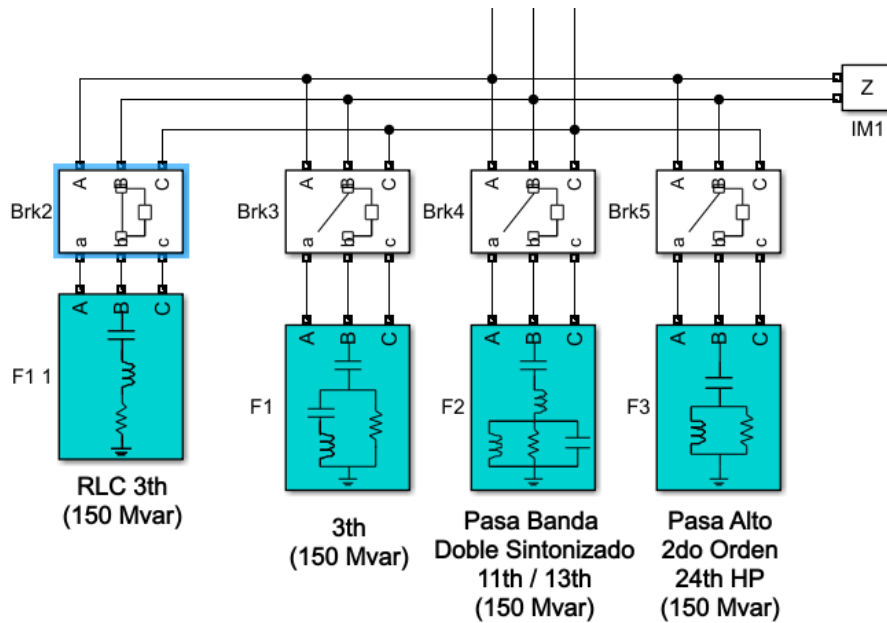 Z
IM1
A B C
Brk2
a b c
A B C
Brk3
a b c
A B C
Brk4
a b c
A B C
Brk5
a b c
A B C
F1 1
RLC 3th
(150 Mvar)
A B C
F1
3th
(150 Mvar)
A B C
F2
Pasa Banda
Doble Sintonizado
11th / 13th
(150 Mvar)
A B C
F3
Pasa Alto
2do Orden
24th HP
(150 Mvar)